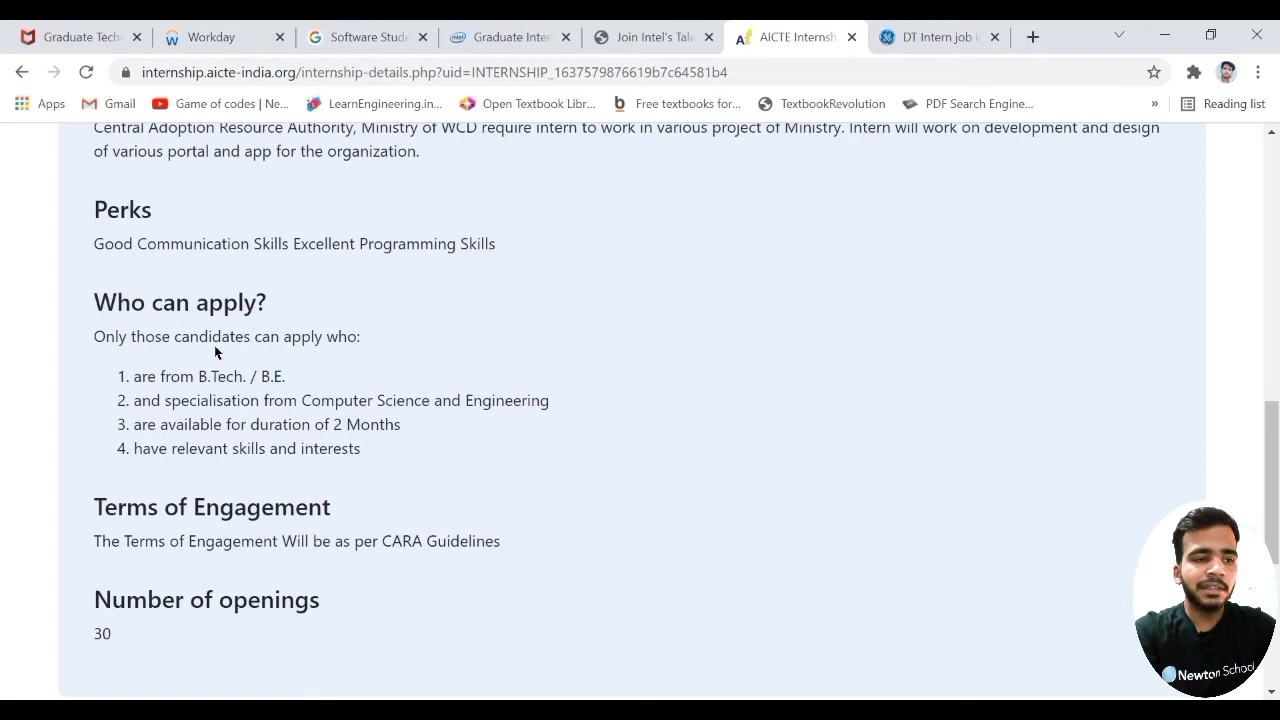 Graduate Techn
Workday
Software Stude
Graduate Inter
Join Intel's Tale
AICTE Internsh
DT Intern job i
internship.aicte-india.org/internship-details.php?uid=INTERNSHIP_1637579876619b7c64581b4
Apps
Gmail
Game of codes | Ne...
LearnEngineering.in...
Open Textbook Libr...
Free textbooks for...
TextbookRevolution
PDF Search Engine...
»
Reading list
Central Adoption Resource Authority, Ministry of WCD require intern to work in various project of Ministry. Intern will work on development and design
of various portal and app for the organization.
Perks
Good Communication Skills Excellent Programming Skills
Who can apply?
Only those candidates can apply who:
1. are from B.Tech. / B.E.
2. and specialisation from Computer Science and Engineering
3. are available for duration of 2 Months
4. have relevant skills and interests
Terms of Engagement
The Terms of Engagement Will be as per CARA Guidelines
Number of openings
30
Newton School